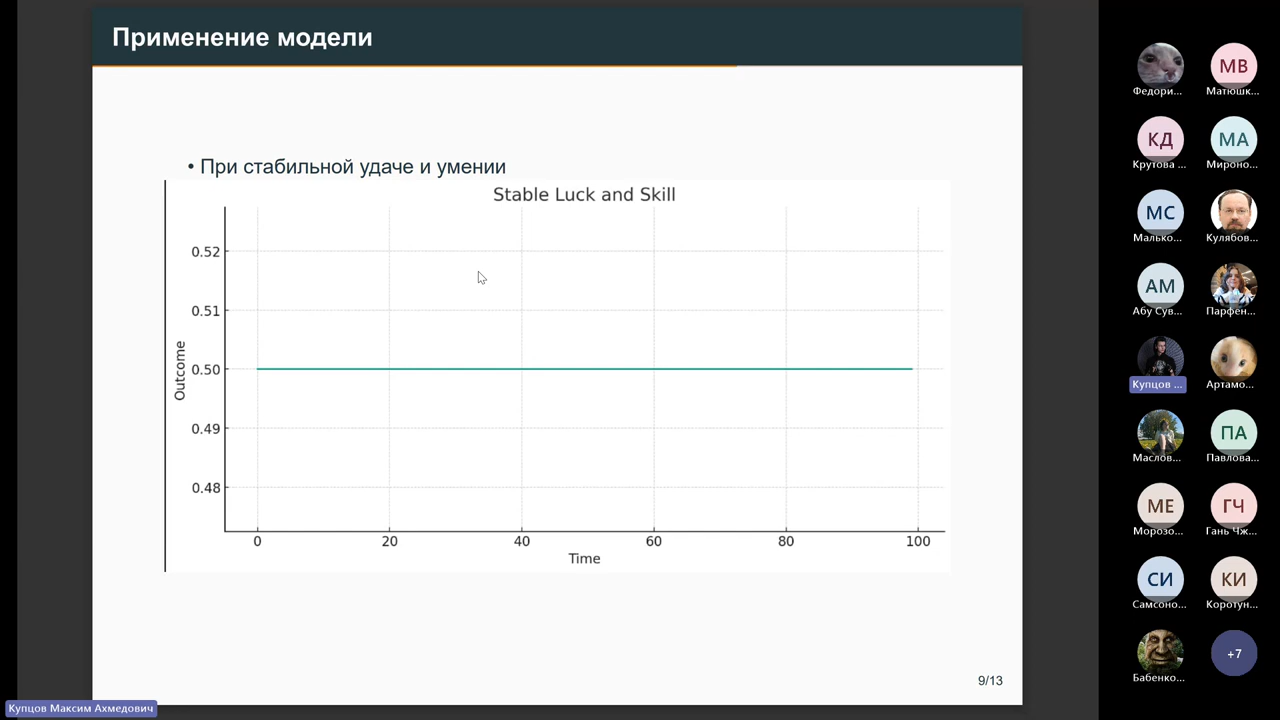 Применение модели
• При стабильной удаче и умении
Stable Luck and Skill
0.52
0.51
0.50
0.49
0.48
Outcome
0 20 40 60 80 100
Time
9/13
Купцов Максим Ахмедович
Федори... Матюшк...
МВ
КД МА
Крутова ... Мироно...
МС
Малько... Кулябов...
АМ
Абу Сув... Парфен...
Купцов ... Артамо...
ПА
Маслов... Павлова...
МЕ ГЧ
Морозо... Гань Чж...
СИ КИ
Самсоно... Коротун...
+7
Бабенко...